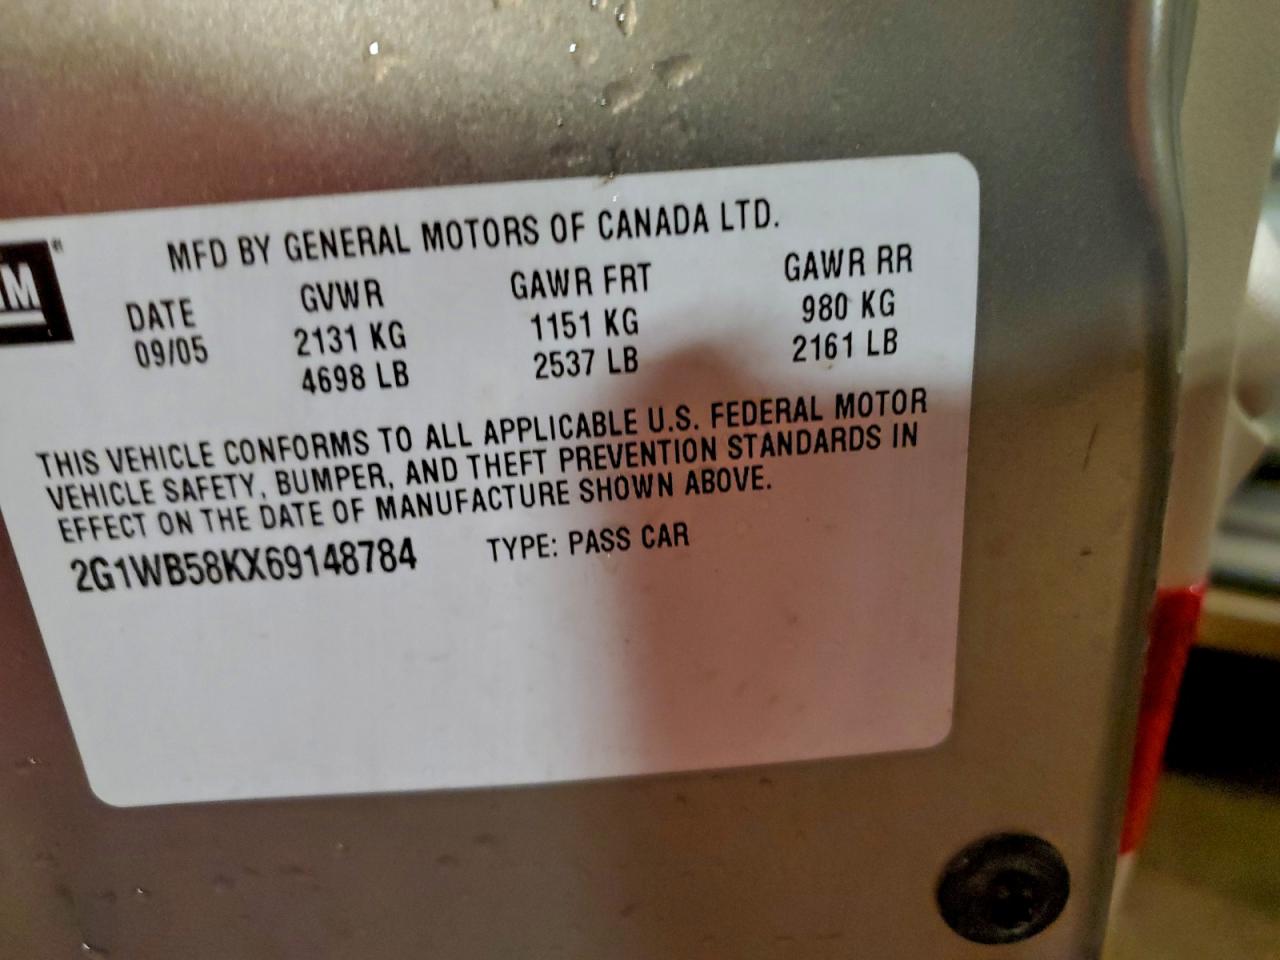 MFD BY GENERAL MOTORS OF CANADA LTD.
DATE GVWR GAWR FRT GAWR RR
09/05 2131 KG 1151 KG 980 KG
4698 LB 2537 LB 2161 LB
THIS VEHICLE CONFORMS TO ALL APPLICABLE U.S. FEDERAL MOTOR
VEHICLE SAFETY, BUMPER, AND THEFT PREVENTION STANDARDS IN
EFFECT ON THE DATE OF MANUFACTURE SHOWN ABOVE.
2G1WB58KX69148784 TYPE: PASS CAR